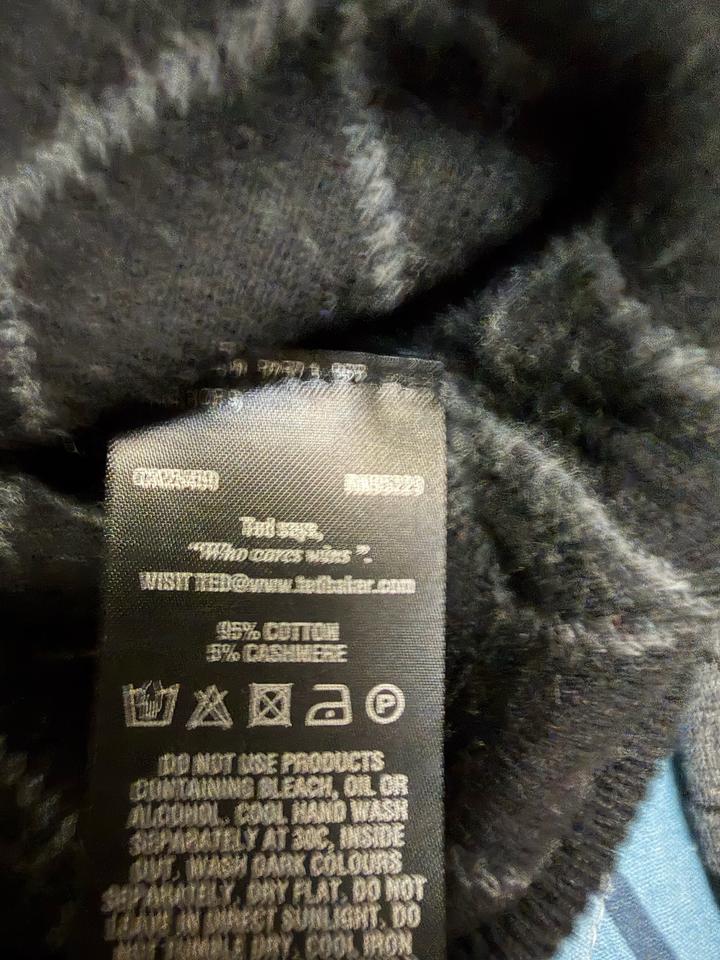 Ted says,
"Who cares wins".
WISIT TED@www.tedbaker.com
95% COTTON
5% CASHMERE
P
DO NOT USE PRODUCTS
CONTAINING BLEACH, OIL OR
ALCOHOL. COOL HAND WASH
SEPARATELY AT 30C, INSIDE
OUT, WASH DARK COLOURS
SEPARATELY, DRY FLAT. DO NOT
LEAVE IN DIRECT SUNLIGHT. DO
NOT TUMBLE DRY, COOL IRON